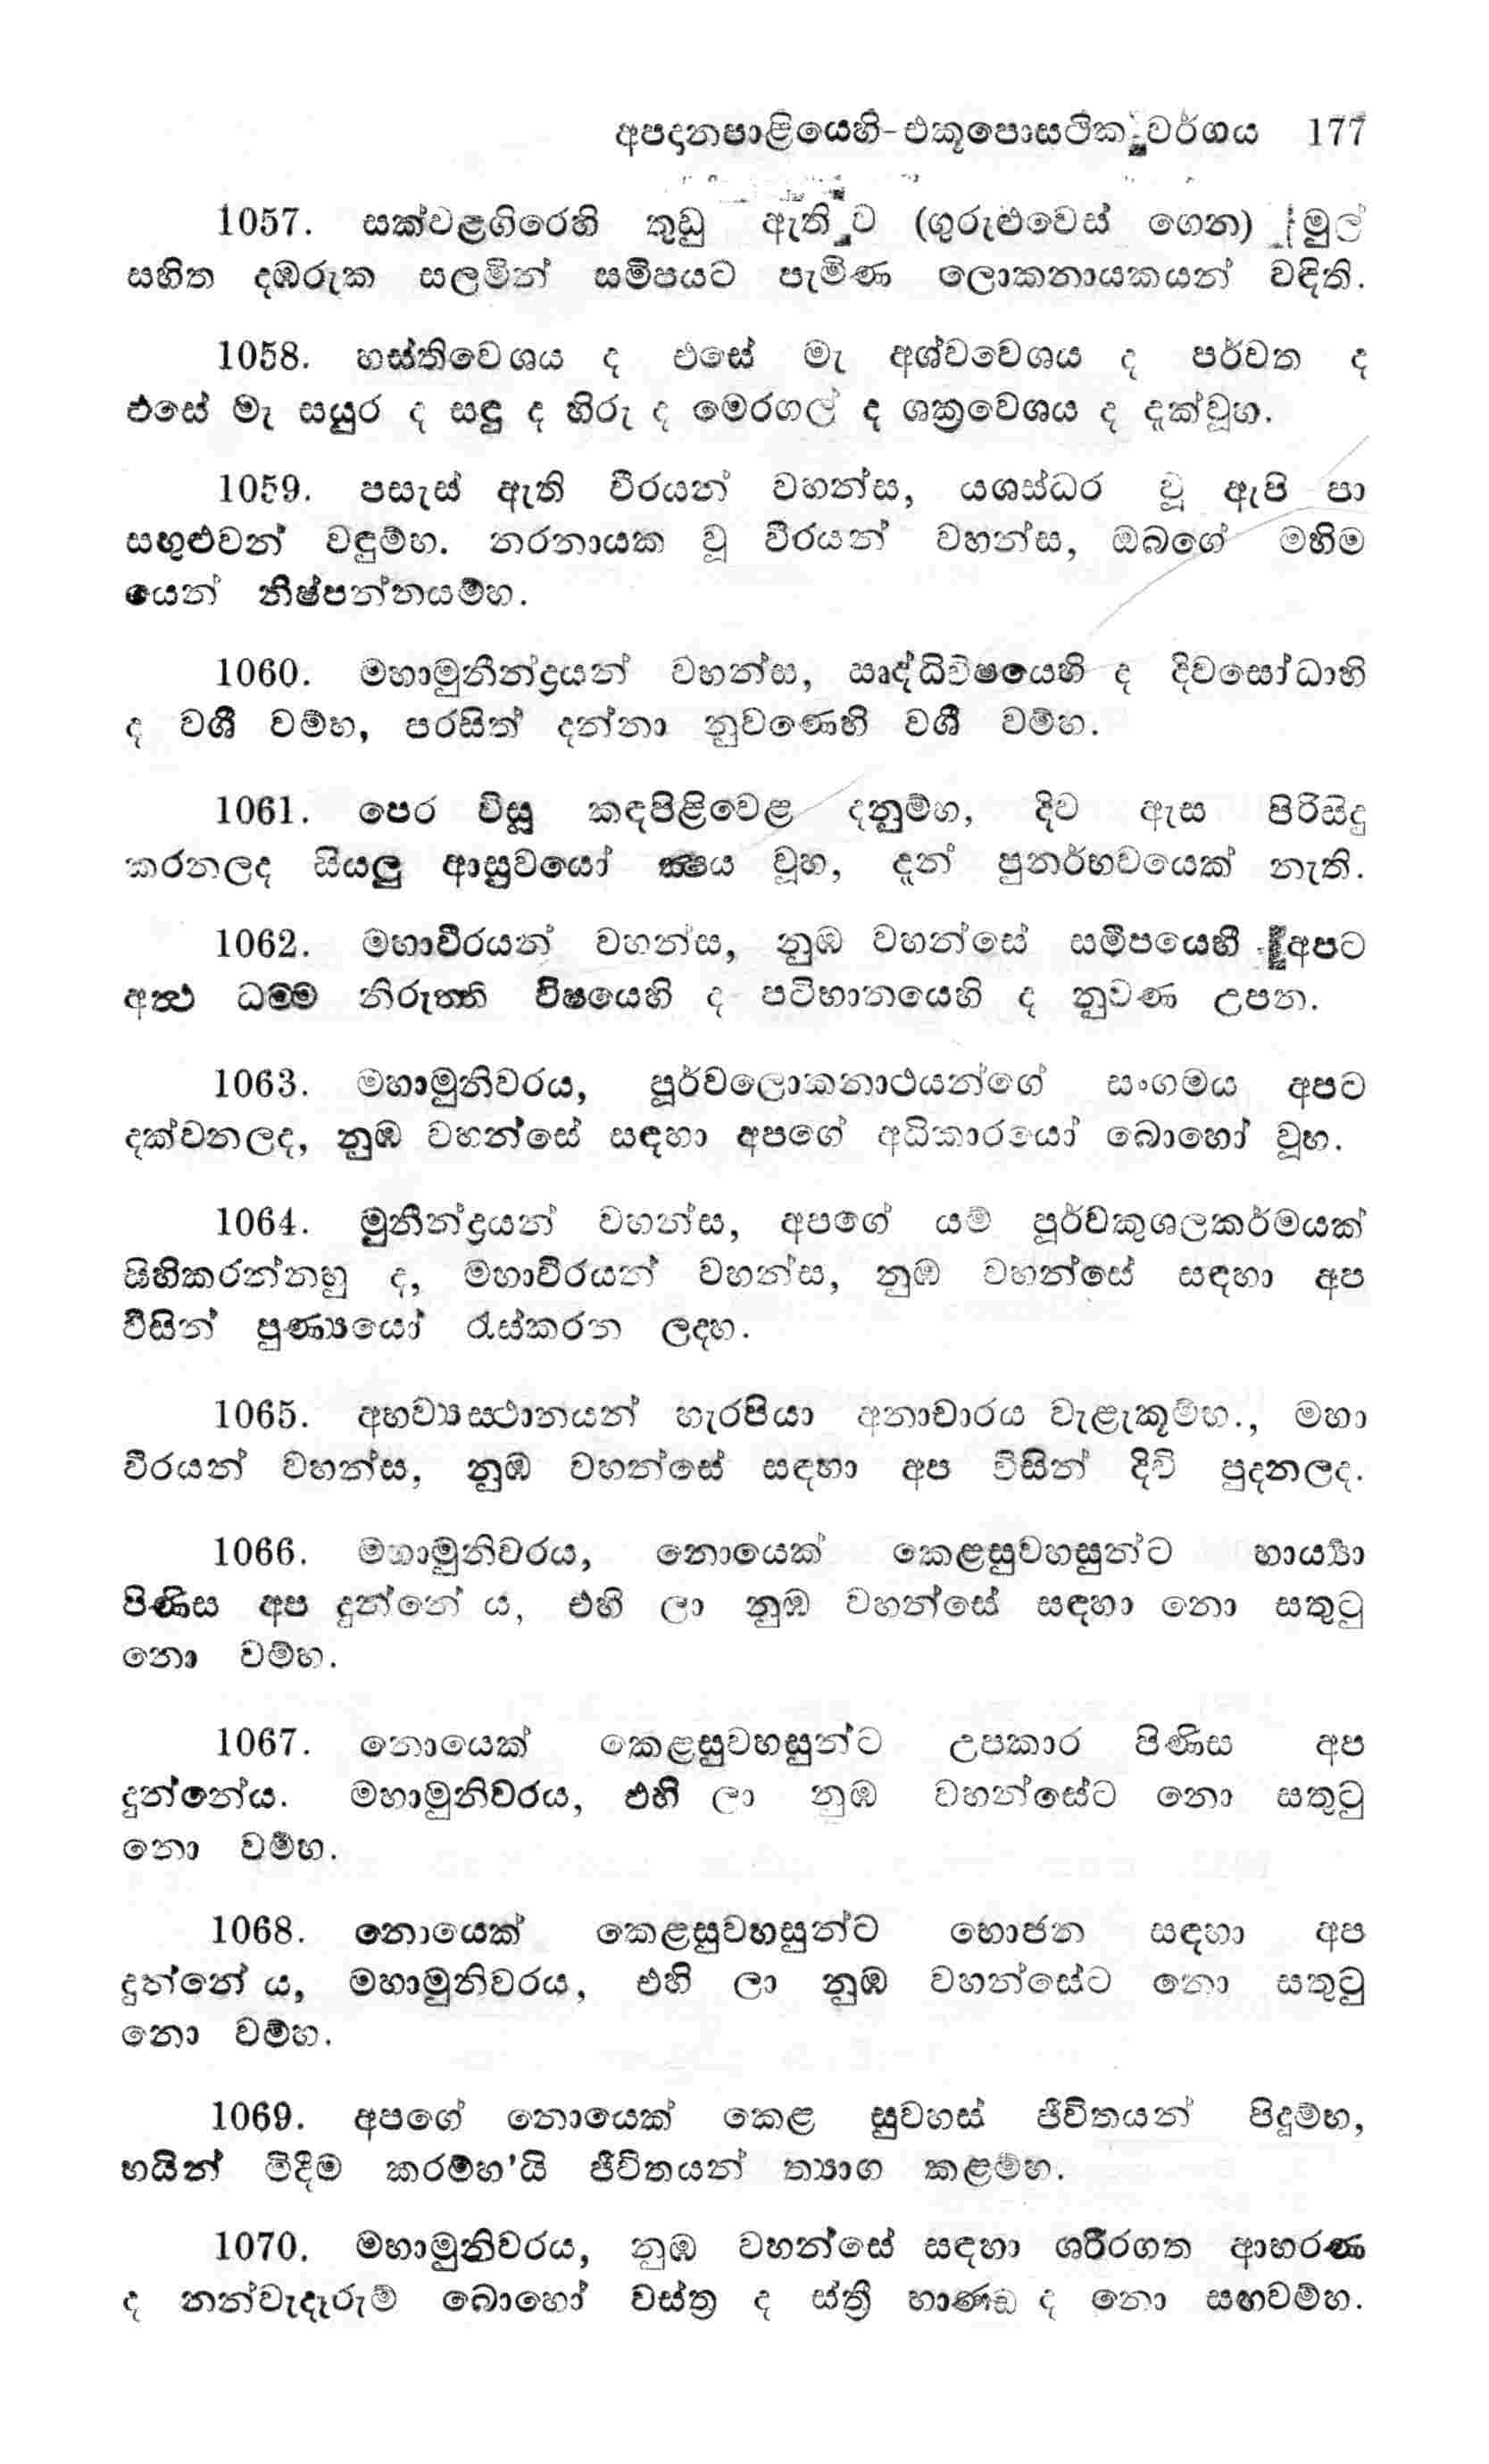 අපදානපාළියෙහි-එකූපොසථික වර්ගය 177
1057. සක්වළගිරෙහි තුඩු ඇති ව (ගුරුළුවෙස් ගෙන) මුල්
සහිත දඹරුක සලමින් සමීපයට පැමිණ ලොකනායකයන් වඳිති.
1058. හස්තිවෙශය ද එසේ මැ අශ්වවෙශය ද පර්වත ද
එසේ මැ සයුර ද සඳු ද හිරු ද මෙරගල් ද ශක්‍රවෙශය ද දැක්වූහ.
1059. පසැස් ඇති වීරයන් වහන්ස, යශස්ධර වූ ඇපි පා
සඟුළුවන් වඳුම්හ. නරනායක වූ වීරයන් වහන්ස, ඔබගේ මහිම
යෙන් නිෂ්පන්නයම්හ.
1060. මහාමුනීන්ද්‍රයන් වහන්ස, ඍද්ධිවිෂයෙහි ද දිවසෝධාහි
ද වශී වම්හ, පරසිත් දන්නා නුවණෙහි වශී වම්හ.
1061. පෙර විසූ කඳපිළිවෙළ දනුම්හ, දිව ඇස පිරිසිදු
කරනලද සියලු ආස්‍රවයෝ ක්‍ෂය වූහ, දැන් පුනර්භවයෙක් නැති.
1062. මහාවීරයන් වහන්ස, නුඹ වහන්සේ සමීපයෙහි අපට
අත්‍ථ ධම්ම නිරුත්ති විෂයෙහි ද පටිභානයෙහි ද නුවණ උපන.
1063. මහාමුනිවරය, පූර්වලොකනාථයන්ගේ සංගමය අපට
දක්වනලද, නුඹ වහන්සේ සඳහා අපගේ අධිකාරයෝ බොහෝ වූහ.
1064. මුනීන්ද්‍රයන් වහන්ස, අපගේ යම් පූර්වකුශලකර්මයක්
සිහිකරන්නහු ද, මහාවීරයන් වහන්ස, නුඹ වහන්සේ සඳහා අප
විසින් පුණ්‍යයෝ රැස්කරන ලදහ.
1065. අභව්‍යස්ථානයන් හැරපියා අනාචාරය වැළැකූම්හ., මහා
වීරයන් වහන්ස, නුඹ වහන්සේ සඳහා අප විසින් දිවි පුදනලද.
1066. මහාමුනිවරය, නොයෙක් කෙළසුවහසුන්ට භාර්‍ය්‍යා
පිණිස අප දුන්නේ ය, එහි ලා නුඹ වහන්සේ සඳහා නො සතුටු
නො වම්හ.
1067. නොයෙක් කෙළසුවහසුන්ට උපකාර පිණිස අප
දුන්නේය. මහාමුනිවරය, එහි ලා නුඹ වහන්සේට නො සතුටු
නො වම්හ.
1068. නොයෙක් කෙළසුවහසුන්ට භොජන සඳහා අප
දුන්නේ ය, මහාමුනිවරය, එහි ලා නුඹ වහන්සේට නො සතුටු
නො වම්හ.
1069. අපගේ නොයෙක් කෙළ සුවහස් ජීවිතයන් පිදූම්හ,
භයින් මිදීම කරම්හ'යි ජීවිතයන් ත්‍යාග කළම්හ.
1070. මහාමුනිවරය, නුඹ වහන්සේ සඳහා ශරීරගත ආභරණ
ද නන්වැදෑරුම් බොහෝ වස්ත්‍ර ද ස්ත්‍රී භාණ්ඩ ද නො සඟවම්හ.